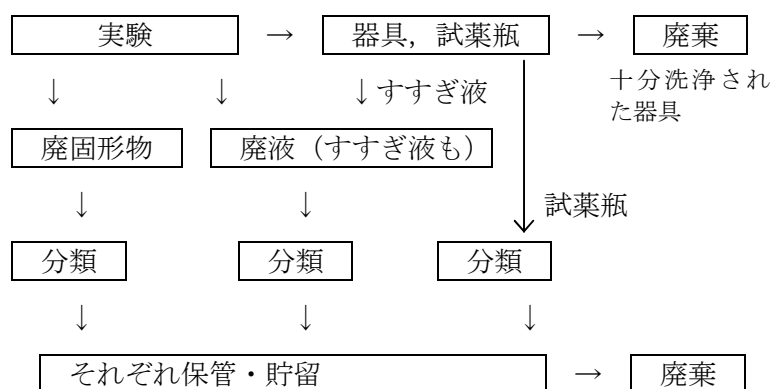 実験 → 器具，試薬瓶 → 廃棄
↓ ↓ ↓すすぎ液 十分洗浄され
た器具
廃固形物 廃液（すすぎ液も）
↓ ↓ 試薬瓶
分類 分類 分類
↓ ↓ ↓
それぞれ保管・貯留 → 廃棄